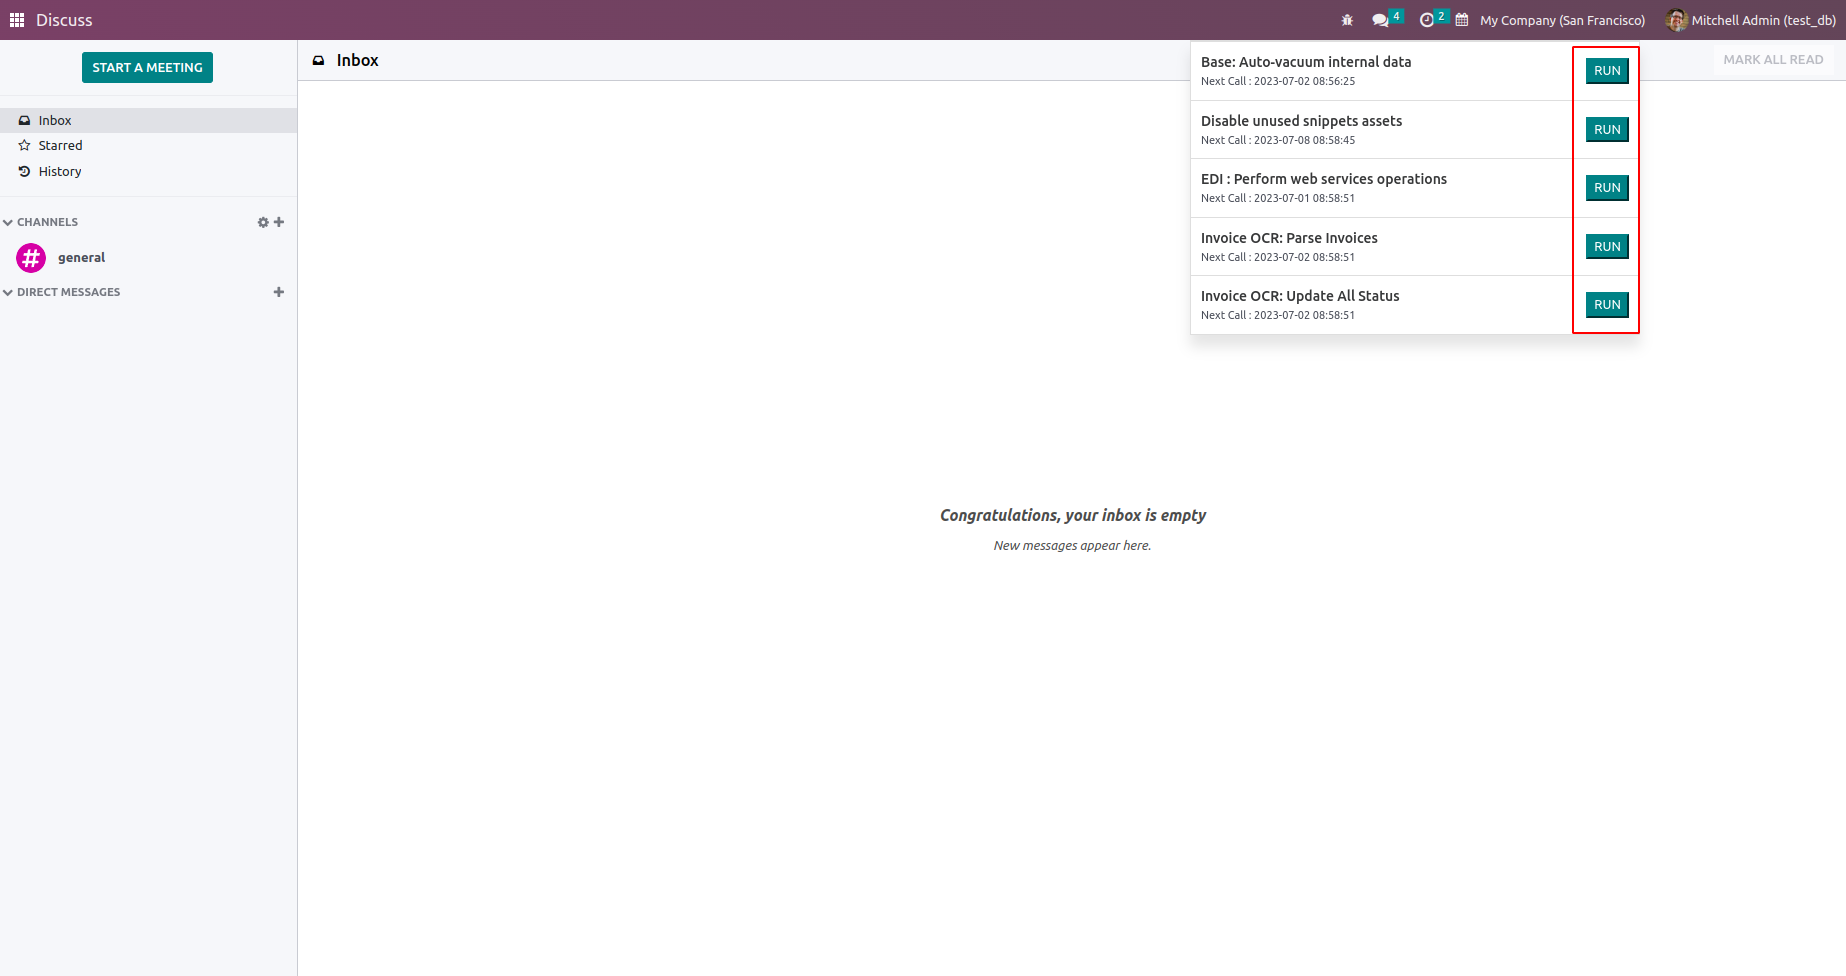 Discuss
4
2
My Company (San Francisco)
Mitchell Admin (test_db)
START A MEETING
Inbox
Starred
History
CHANNELS
general
DIRECT MESSAGES
Inbox
MARK ALL READ
Base: Auto-vacuum internal data
Next Call : 2023-07-02 08:56:25
RUN
Disable unused snippets assets
Next Call : 2023-07-08 08:58:45
RUN
EDI : Perform web services operations
Next Call : 2023-07-01 08:58:51
RUN
Invoice OCR: Parse Invoices
Next Call : 2023-07-02 08:58:51
RUN
Invoice OCR: Update All Status
Next Call : 2023-07-02 08:58:51
RUN
Congratulations, your inbox is empty
New messages appear here.